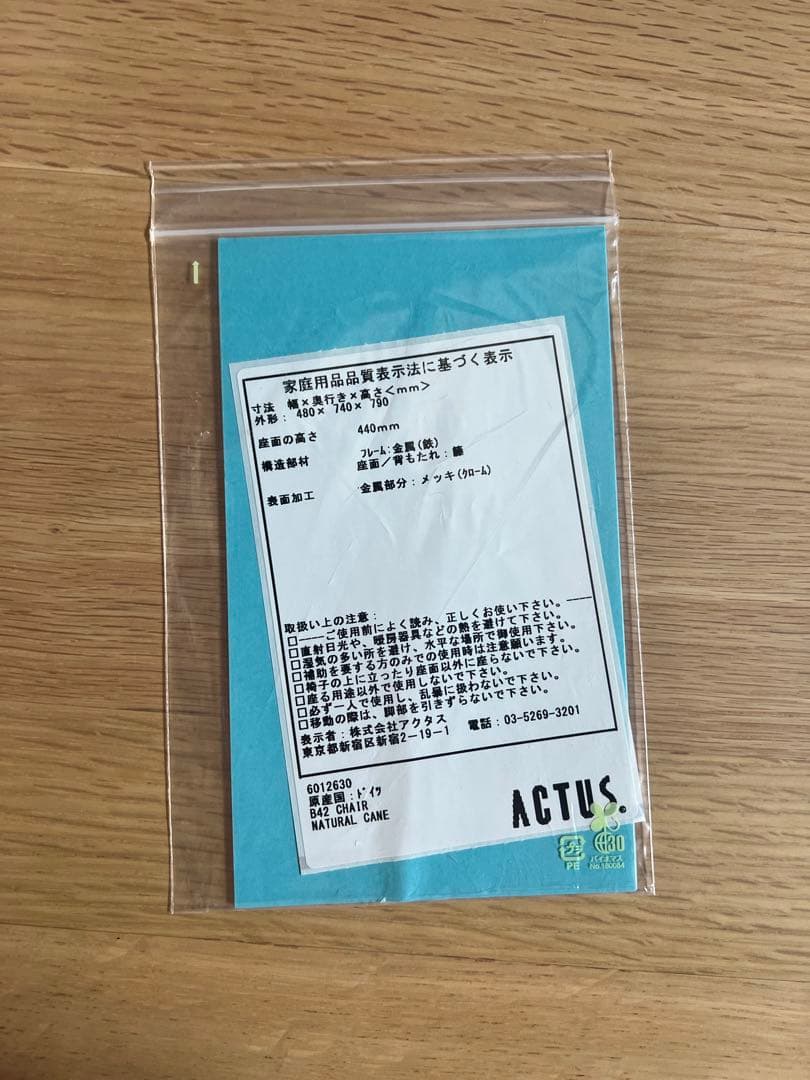 家庭用品品質表示法に基づく表示
寸法 幅×奥行き×高さ<mm>
外形: 480× 740× 790
座面の高さ 440mm
構造部材 フレーム:金属(鉄)
座面/背もたれ:籐
表面加工 金属部分:メッキ(クローム)
取扱い上の注意:
□----ご使用前によく読み、正しくお使い下さい。----
□直射日光や、暖房器具などの熱を避けて下さい。
□湿気の多い所を避け、水平な場所で御使用下さい。
□補助を要する方のみでの使用時は注意願います。
□椅子の上に立ったり座面以外に座らないで下さい。
□座る用途以外で使用しないで下さい。
□必ず一人で使用し、乱暴に扱わないで下さい。
□移動の際は、脚部を引きずらないで下さい。
表示者:株式会社アクタス 電話:03-5269-3201
東京都新宿区新宿2-19-1
6012630
原産国:ドイツ
B42 CHAIR
NATURAL CANE
ACTUS.
プラ
PE
30
バイオマス
No.180084